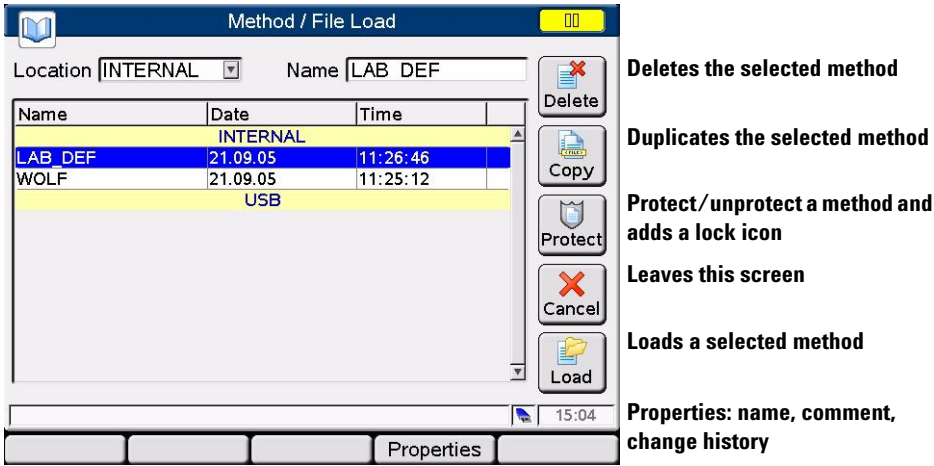 Method / File Load
Location INTERNAL Name LAB DEF
Name Date Time
INTERNAL
LAB_DEF 21.09.05 11:26:46
WOLF 21.09.05 11:25:12
USB
Delete
Copy
Protect
Cancel
Load
15:04
Properties
Deletes the selected method
Duplicates the selected method
Protect/unprotect a method and
adds a lock icon
Leaves this screen
Loads a selected method
Properties: name, comment,
change history